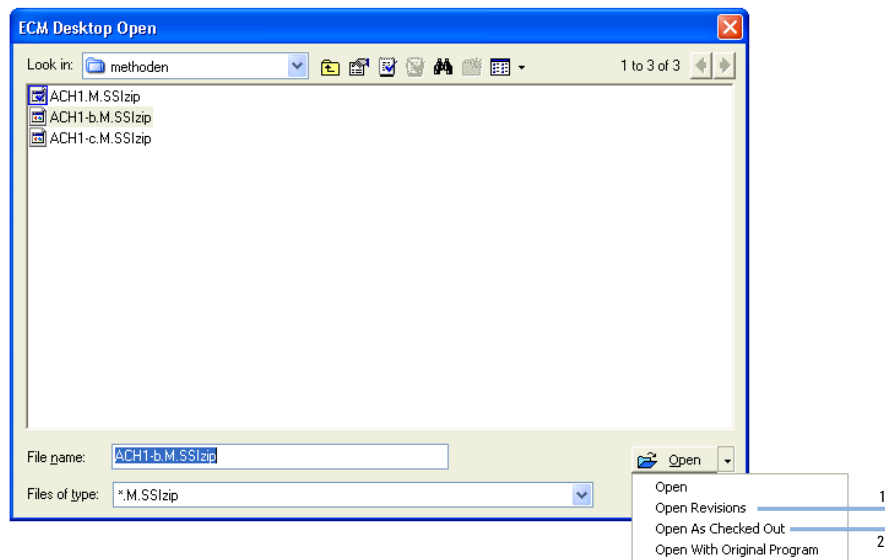 ECM Desktop Open
Look in: methoden 1 to 3 of 3
ACH1.M.SSIzip
ACH1-b.M.SSIzip
ACH1-c.M.SSIzip
File name: ACH1-b.M.SSIzip Open
Files of type: *.M.SSIzip
Open
Open Revisions 1
Open As Checked Out 2
Open With Original Program